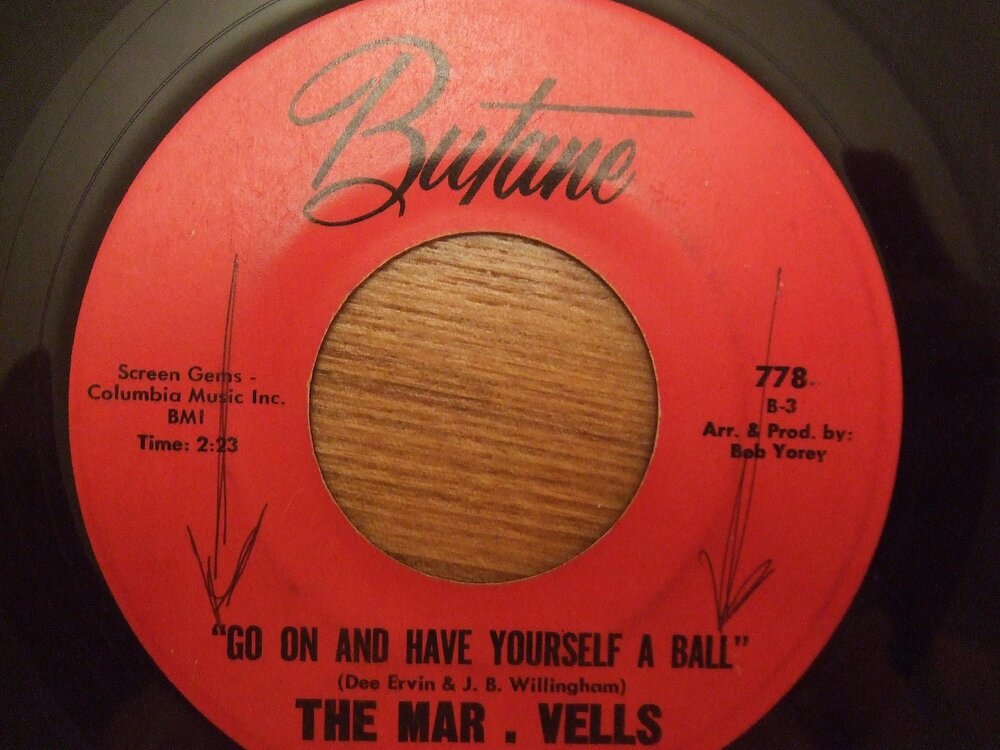 Butane
Screen Gems -
Columbia Music Inc.
BMI
Time: 2:23
778
B-3
Arr. & Prod. by:
Bob Yorey
"GO ON AND HAVE YOURSELF A BALL"
(Dee Ervin & J. B. Willingham)
THE MAR . VELLS